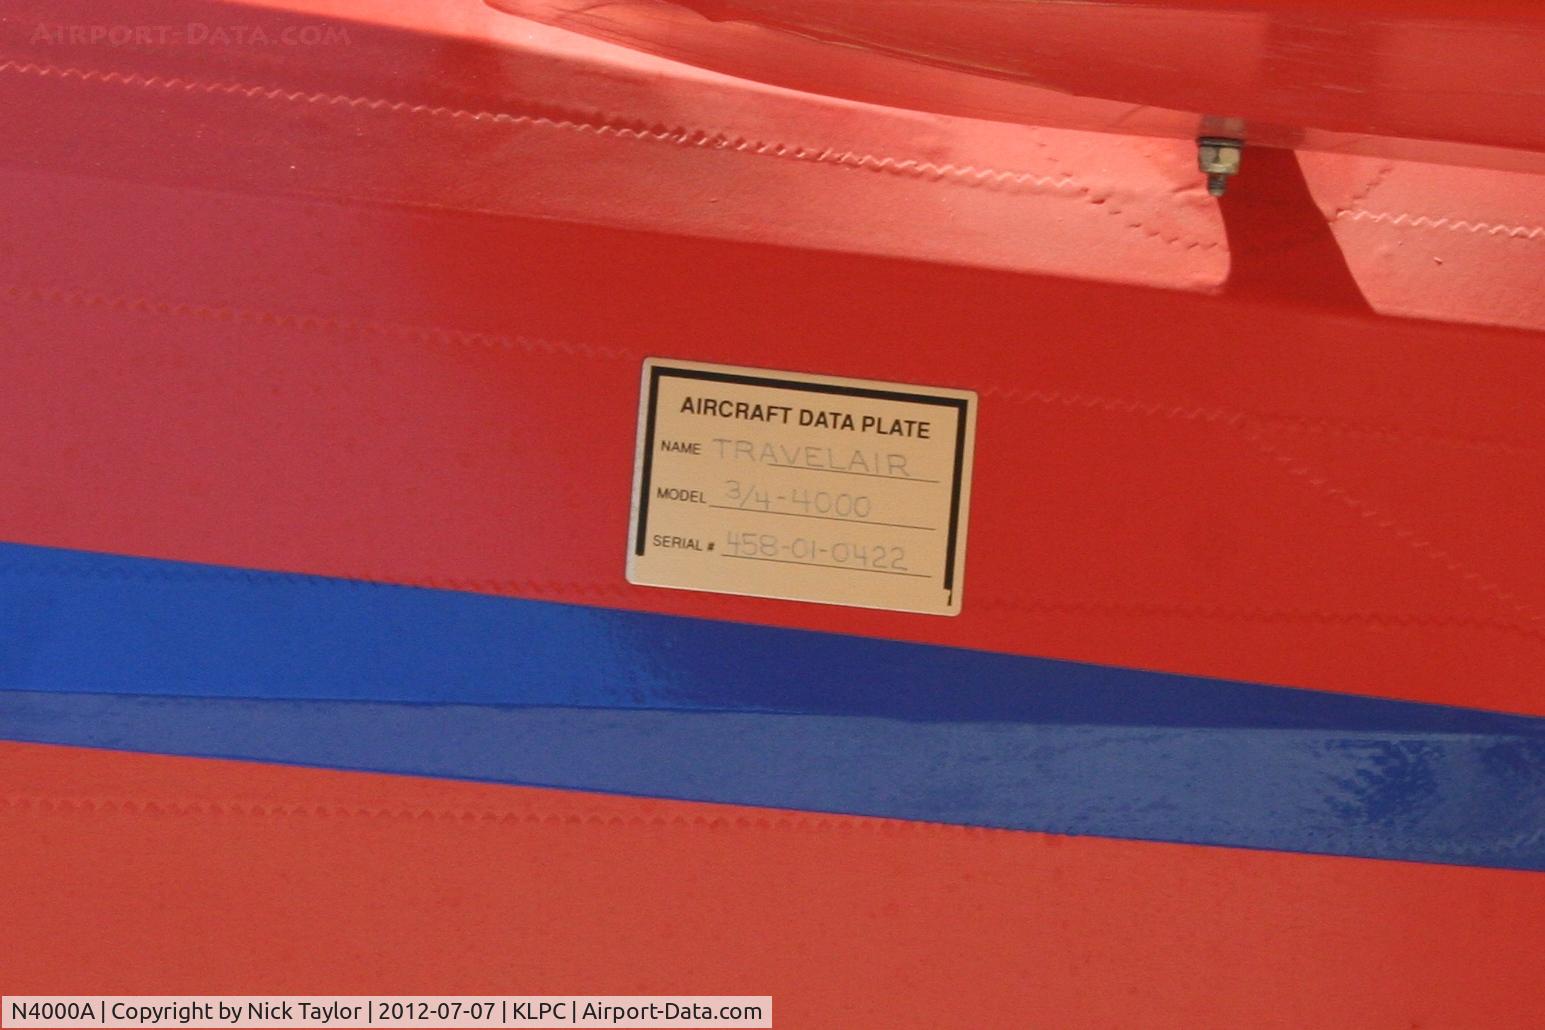 AIRPORT-DATA.COM
AIRCRAFT DATA PLATE
NAME TRAVELAIR
MODEL 3/4-4000
SERIAL # 458-01-0422
N4000A | Copyright by Nick Taylor | 2012-07-07 | KLPC | Airport-Data.com